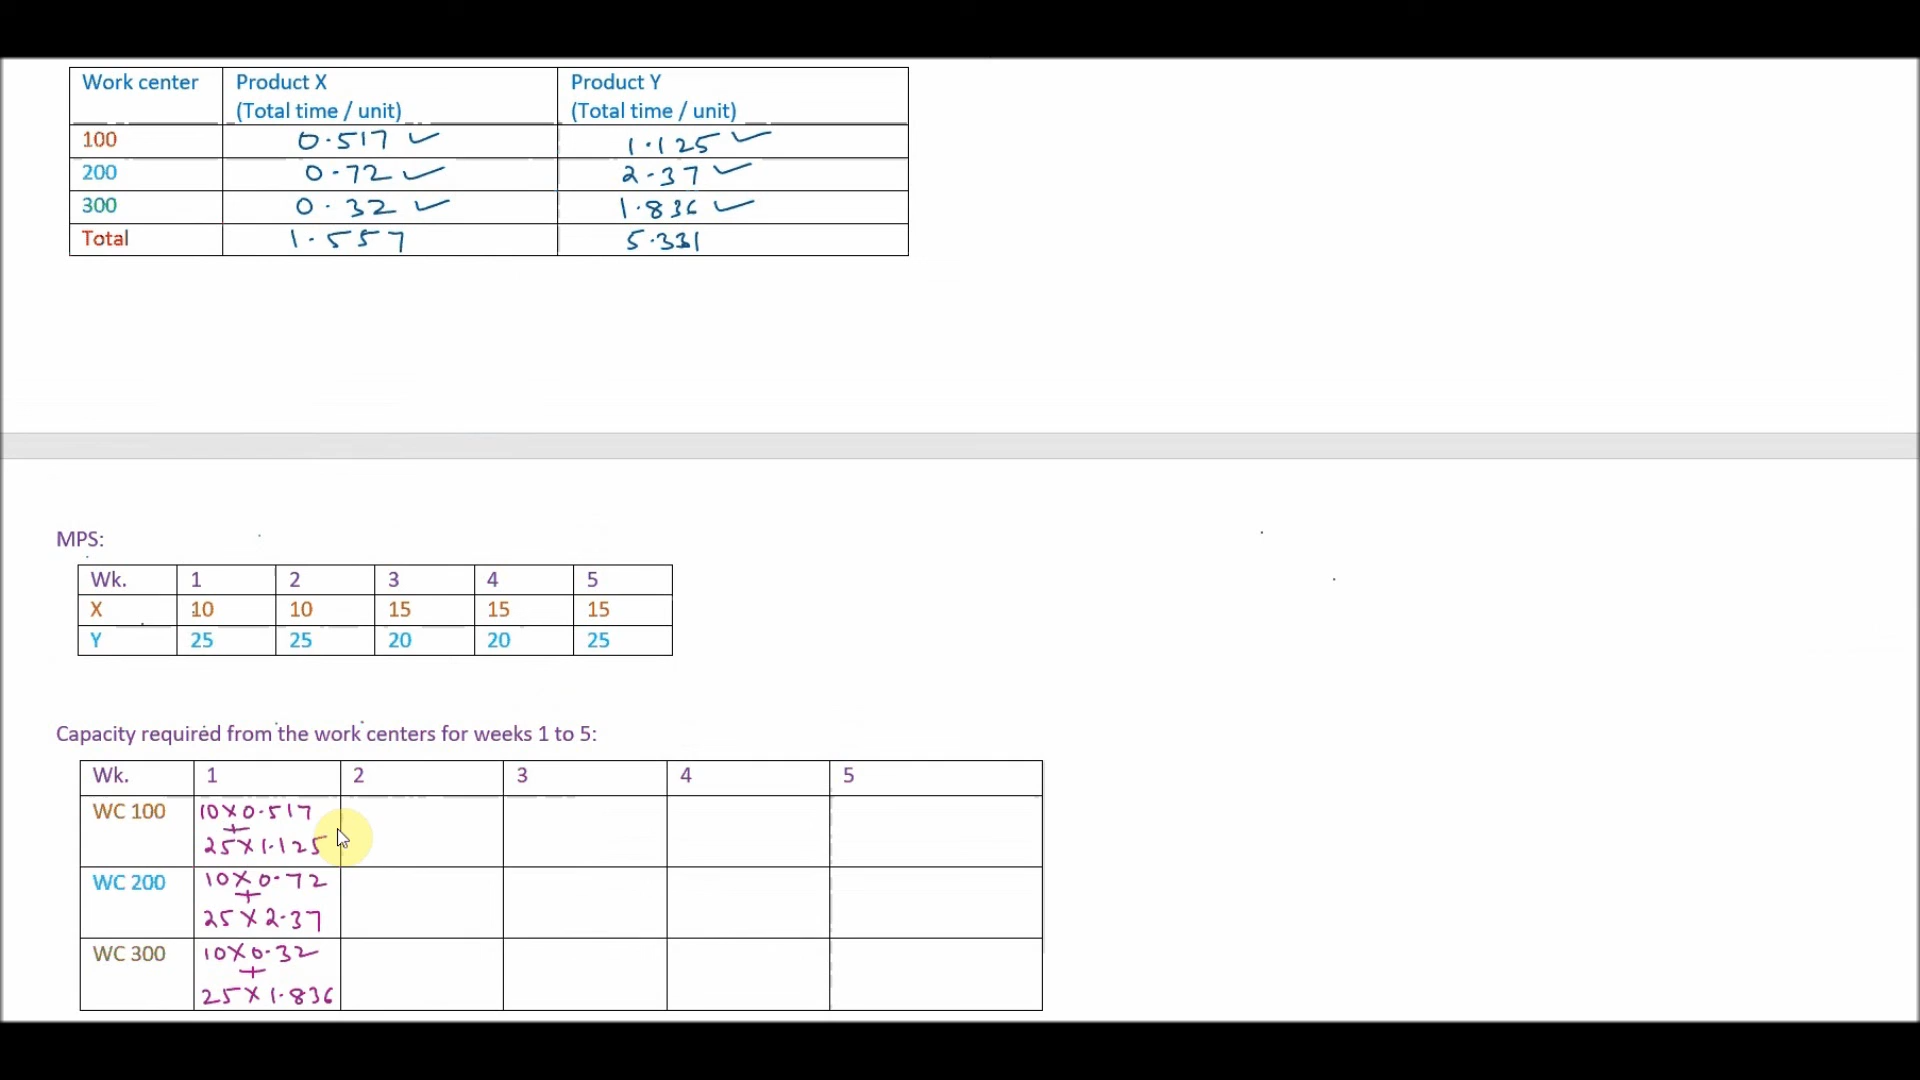 Work center Product X Product Y
(Total time / unit) (Total time / unit)
100 0.517 ✓ 1.125 ✓
200 0.72 ✓ 2.37 ✓
300 0.32 ✓ 1.836 ✓
Total 1.557 5.331
MPS:
Wk. 1 2 3 4 5
X 10 10 15 15 15
Y 25 25 20 20 25
Capacity required from the work centers for weeks 1 to 5:
Wk. 1 2 3 4 5
WC 100 10 X 0.517
+
25 X 1.125
WC 200 10 X 0.72
+
25 X 2.37
WC 300 10 X 0.32
+
25 X 1.836